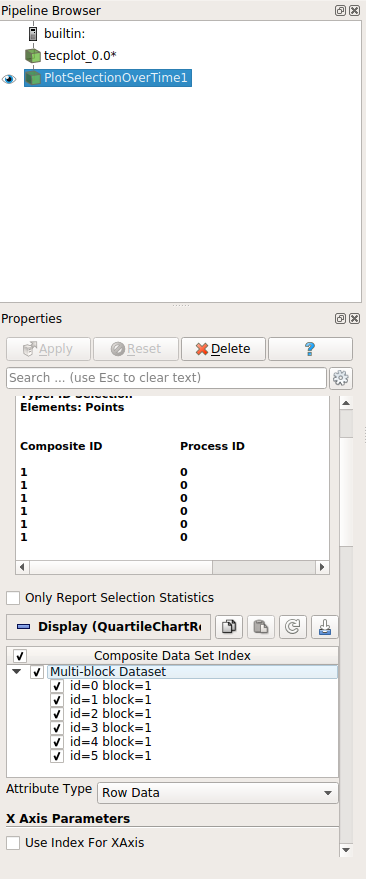 Pipeline Browser
builtin:
tecplot_0.0*
PlotSelectionOverTime1
Properties
Apply Reset Delete ?
Search ... (use Esc to clear text)
Type: ID Selection
Elements: Points
Composite ID Process ID
1 0
1 0
1 0
1 0
1 0
1 0
Only Report Selection Statistics
Display (QuartileChartRe
Composite Data Set Index
Multi-block Dataset
id=0 block=1
id=1 block=1
id=2 block=1
id=3 block=1
id=4 block=1
id=5 block=1
Attribute Type Row Data
X Axis Parameters
Use Index For XAxis